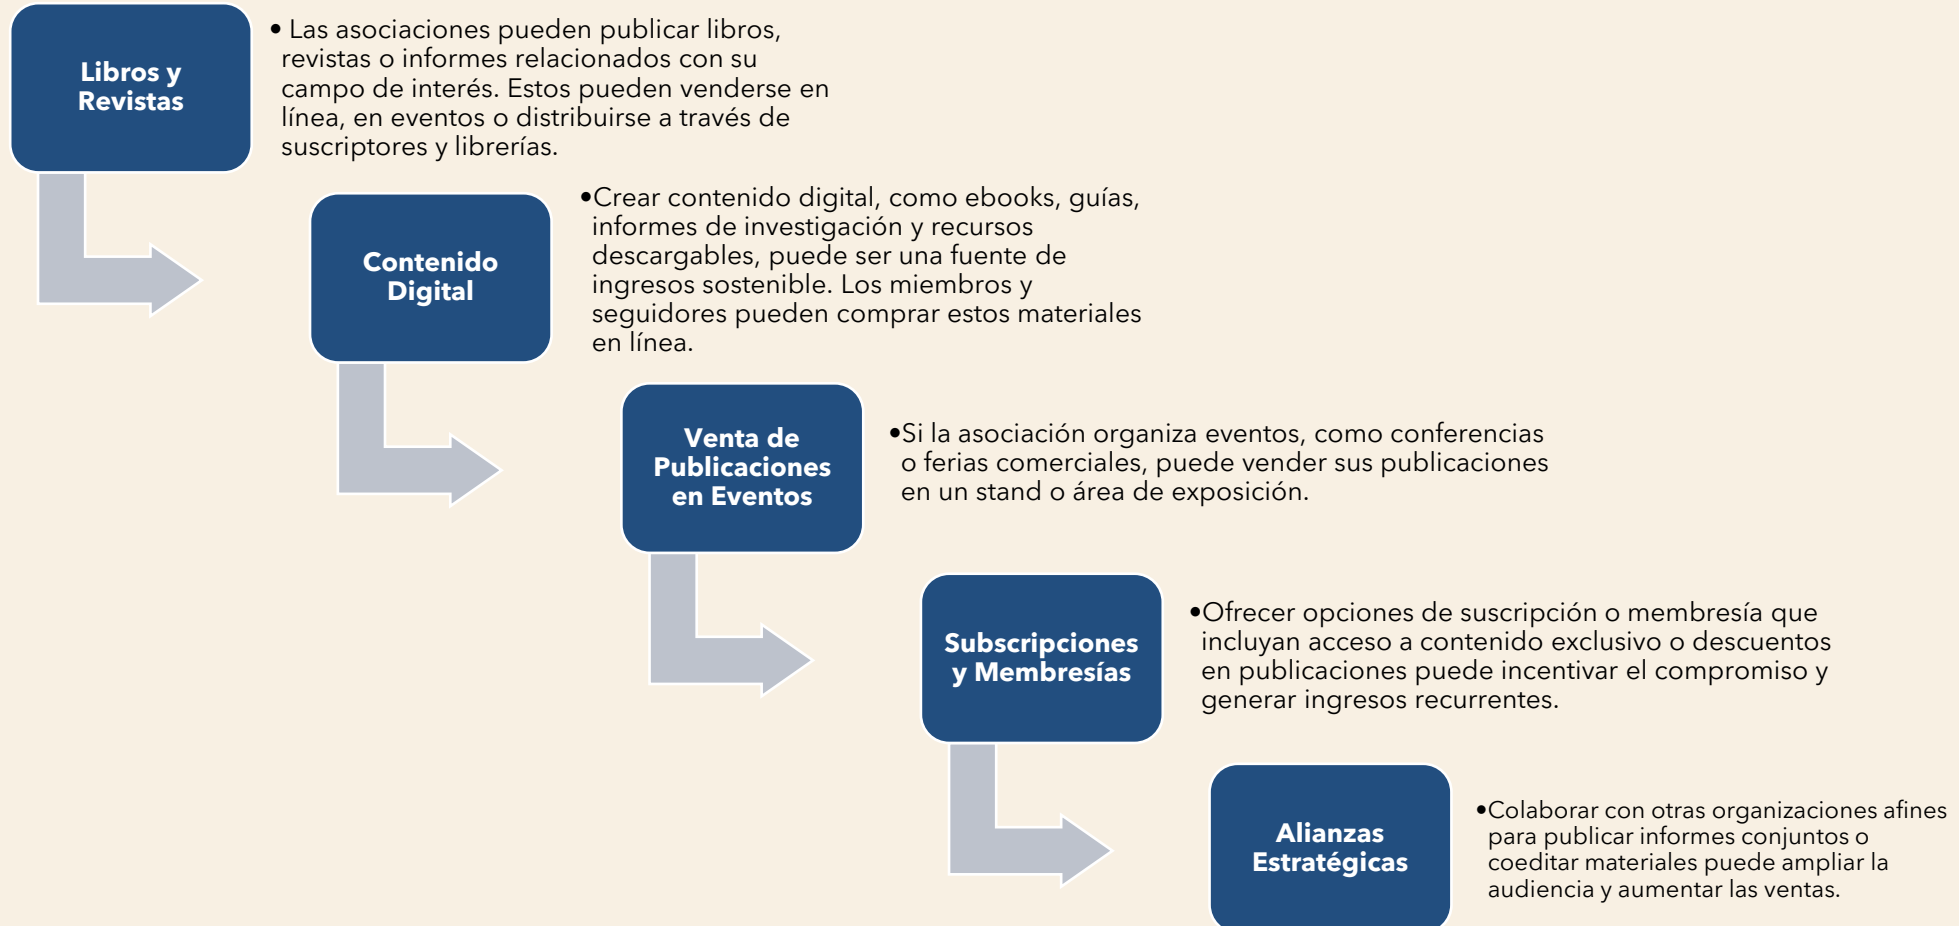 Libros y
Revistas
• Las asociaciones pueden publicar libros,
revistas o informes relacionados con su
campo de interés. Estos pueden venderse en
línea, en eventos o distribuirse a través de
suscriptores y librerías.
Contenido
Digital
•Crear contenido digital, como ebooks, guías,
informes de investigación y recursos
descargables, puede ser una fuente de
ingresos sostenible. Los miembros y
seguidores pueden comprar estos materiales
en línea.
Venta de
Publicaciones
en Eventos
•Si la asociación organiza eventos, como conferencias
o ferias comerciales, puede vender sus publicaciones
en un stand o área de exposición.
Subscripciones
y Membresías
•Ofrecer opciones de suscripción o membresía que
incluyan acceso a contenido exclusivo o descuentos
en publicaciones puede incentivar el compromiso y
generar ingresos recurrentes.
Alianzas
Estratégicas
•Colaborar con otras organizaciones afines
para publicar informes conjuntos o
coeditar materiales puede ampliar la
audiencia y aumentar las ventas.